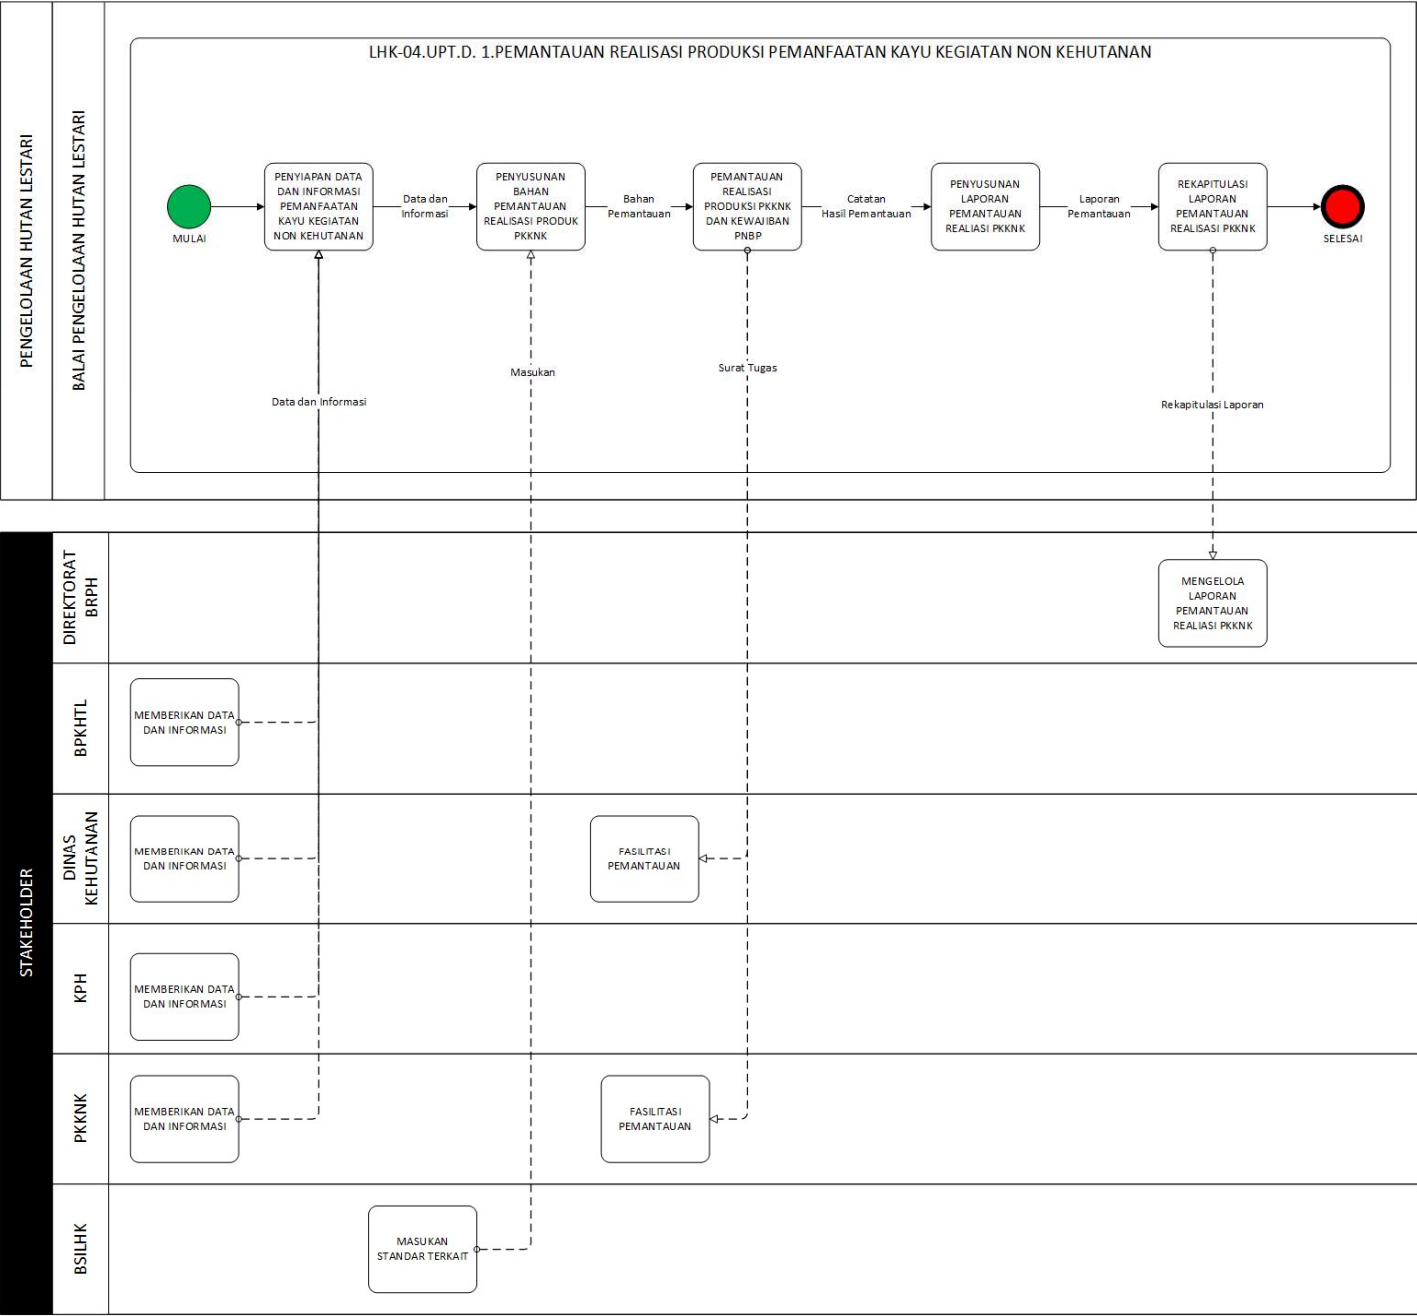 LHK-04.UPT.D. 1.PEMANTAUAN REALISASI PRODUKSI PEMANFAATAN KAYU KEGIATAN NON KEHUTANAN
PENGELOLAAN HUTAN LESTARI
BALAI PENGELOLAAN HUTAN LESTARI
MULAI
PENYIAPAN DATA
DAN INFORMASI
PEMANFAATAN
KAYU KEGIATAN
NON KEHUTANAN
Data dan
Informasi
PENYUSUNAN
BAHAN
PEMANTAUAN
REALISASI PRODUK
PKKNK
Bahan
Pemantauan
PEMANTAUAN
REALISASI
PRODUKSI PKKNK
DAN KEWAJIBAN
PNBP
Catatan
Hasil Pemantauan
PENYUSUNAN
LAPORAN
PEMANTAUAN
REALIASI PKKNK
Laporan
Pemantauan
REKAPITULASI
LAPORAN
PEMANTAUAN
REALISASI PKKNK
SELESAI
Data dan Informasi
Masukan
Surat Tugas
Rekapitulasi Laporan
STAKEHOLDER
DIREKTORAT
BRPH
MENGELOLA
LAPORAN
PEMANTAUAN
REALIASI PKKNK
BPKHTL
MEMBERIKAN DATA
DAN INFORMASI
DINAS
KEHUTANAN
MEMBERIKAN DATA
DAN INFORMASI
FASILITASI
PEMANTAUAN
KPH
MEMBERIKAN DATA
DAN INFORMASI
PKKNK
MEMBERIKAN DATA
DAN INFORMASI
FASILITASI
PEMANTAUAN
BSILHK
MASUKAN
STANDAR TERKAIT